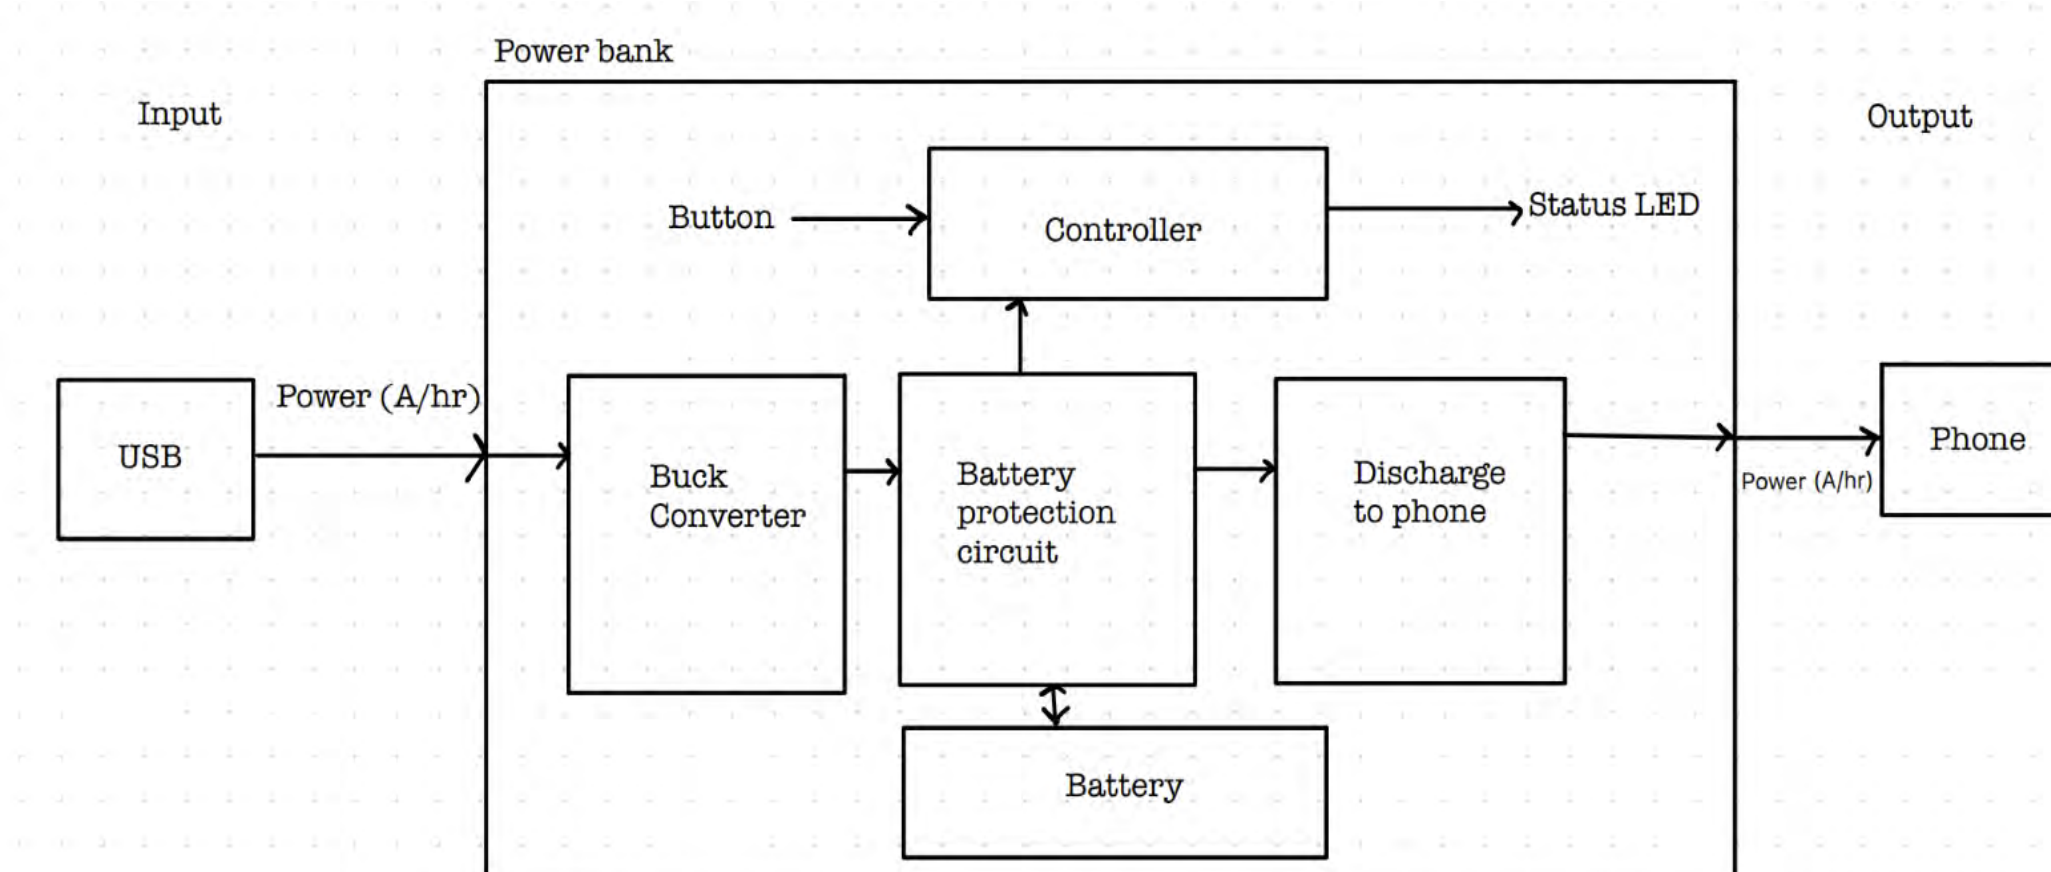 Power bank
Input
Output
Button
Controller
Status LED
Power (A/hr)
USB
Buck
Converter
Battery
protection
circuit
Discharge
to phone
Phone
Power (A/hr)
Battery